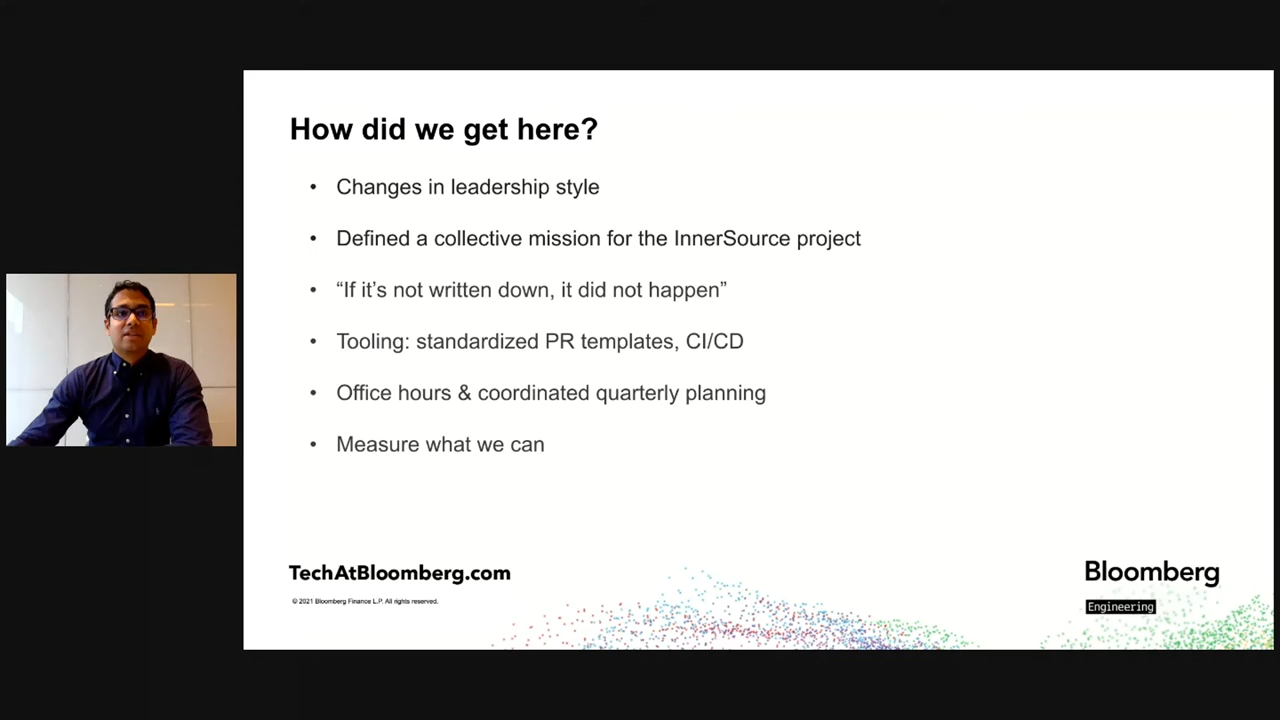 How did we get here?
• Changes in leadership style
• Defined a collective mission for the InnerSource project
• “If it’s not written down, it did not happen”
• Tooling: standardized PR templates, CI/CD
• Office hours & coordinated quarterly planning
• Measure what we can
TechAtBloomberg.com
© 2021 Bloomberg Finance L.P. All rights reserved.
Bloomberg
Engineering